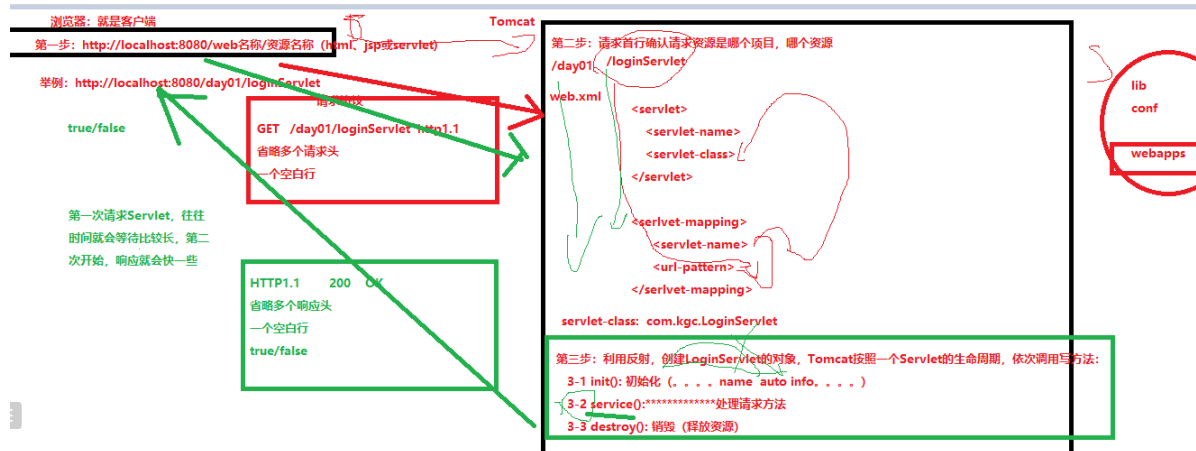 浏览器：就是客户端
第一步：http://localhost:8080/web名称/资源名称（html、jsp或servlet）
举例：http://localhost:8080/day01/loginServlet
true/false
GET /day01/loginServlet http1.1
省略多个请求头
一个空白行
第一次请求Servlet，往往
时间就会等待比较长，第二
次开始，响应就会快一些
HTTP1.1 200 OK
省略多个响应头
一个空白行
true/false
Tomcat
第二步：请求首行确认请求资源是哪个项目，哪个资源
/day01 /loginServlet
web.xml
<servlet>
<servlet-name>
<servlet-class>
</servlet>
<serlvet-mapping>
<servlet-name>
<url-pattern>
</serlvet-mapping>
servlet-class: com.kgc.LoginServlet
第三步：利用反射，创建LoginServlet的对象，Tomcat按照一个Servlet的生命周期，依次调用写方法：
3-1 init(): 初始化（。。。。name auto info。。。。）
3-2 service():*************处理请求方法
3-3 destroy(): 销毁（释放资源）
lib
conf
webapps